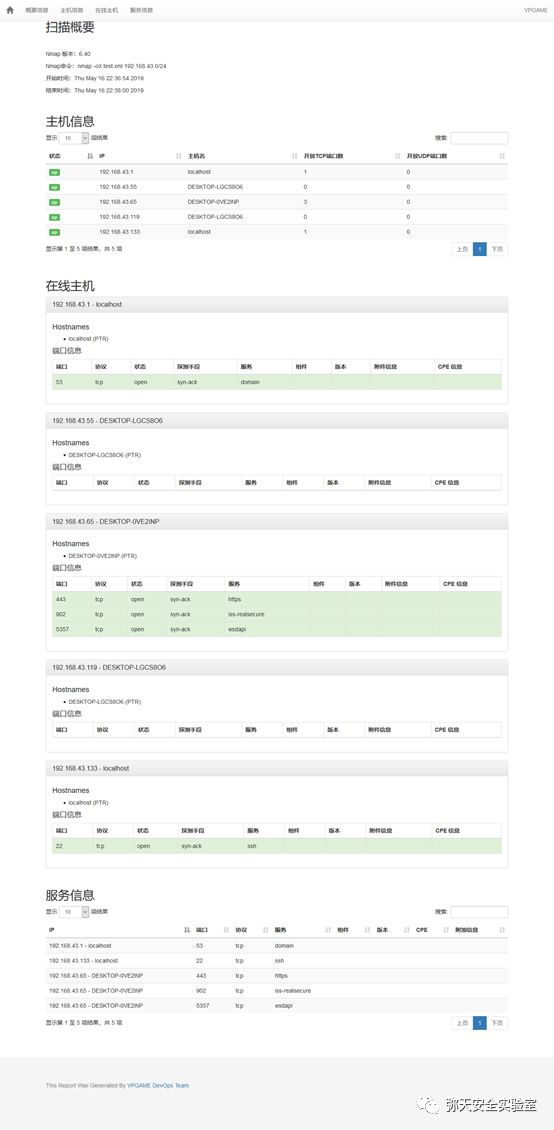 概要信息 主机信息 在线主机 服务信息 VPGAME
扫描概要
Nmap 版本：6.40
Nmap命令：nmap -oX test.xml 192.168.43.0/24
开始时间：Thu May 16 22:36:54 2019
结束时间：Thu May 16 22:38:00 2019
主机信息
显示 10 项结果 搜索:
状态 IP 主机名 开放TCP端口数 开放UDP端口数
up 192.168.43.1 localhost 1 0
up 192.168.43.55 DESKTOP-LGCS8O6 0 0
up 192.168.43.65 DESKTOP-0VE2INP 3 0
up 192.168.43.119 DESKTOP-LGCS8O6 0 0
up 192.168.43.133 localhost 1 0
显示第 1 至 5 项结果，共 5 项 上页 1 下页
在线主机
192.168.43.1 - localhost
Hostnames
localhost (PTR)
端口信息
端口 协议 状态 探测手段 服务 组件 版本 附件信息 CPE 信息
53 tcp open syn-ack domain
192.168.43.55 - DESKTOP-LGCS8O6
Hostnames
DESKTOP-LGCS8O6 (PTR)
端口信息
端口 协议 状态 探测手段 服务 组件 版本 附件信息 CPE 信息
192.168.43.65 - DESKTOP-0VE2INP
Hostnames
DESKTOP-0VE2INP (PTR)
端口信息
端口 协议 状态 探测手段 服务 组件 版本 附件信息 CPE 信息
443 tcp open syn-ack https
902 tcp open syn-ack iss-realsecure
5357 tcp open syn-ack wsdapi
192.168.43.119 - DESKTOP-LGCS8O6
Hostnames
DESKTOP-LGCS8O6 (PTR)
端口信息
端口 协议 状态 探测手段 服务 组件 版本 附件信息 CPE 信息
192.168.43.133 - localhost
Hostnames
localhost (PTR)
端口信息
端口 协议 状态 探测手段 服务 组件 版本 附件信息 CPE 信息
22 tcp open syn-ack ssh
服务信息
显示 10 项结果 搜索:
IP 端口 协议 服务 组件 版本 CPE 附加信息
192.168.43.1 - localhost 53 tcp domain
192.168.43.133 - localhost 22 tcp ssh
192.168.43.65 - DESKTOP-0VE2INP 443 tcp https
192.168.43.65 - DESKTOP-0VE2INP 902 tcp iss-realsecure
192.168.43.65 - DESKTOP-0VE2INP 5357 tcp wsdapi
显示第 1 至 5 项结果，共 5 项 上页 1 下页
This Report Was Generated By VPGAME DevOps Team
弥天安全实验室